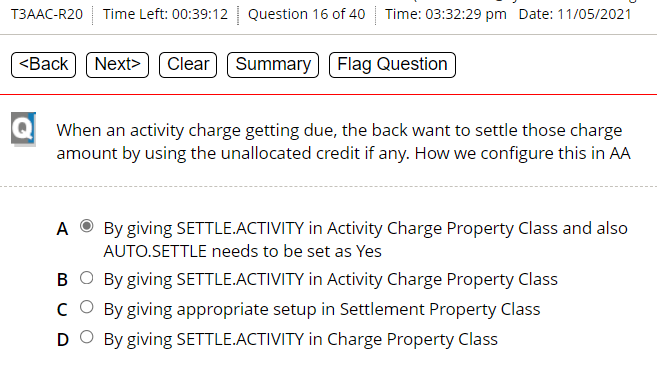 T3AAC-R20 Time Left: 00:39:12 Question 16 of 40 Time: 03:32:29 pm Date: 11/05/2021
<Back Next> Clear Summary Flag Question
Q
When an activity charge getting due, the back want to settle those charge
amount by using the unallocated credit if any. How we configure this in AA
A By giving SETTLE.ACTIVITY in Activity Charge Property Class and also
AUTO.SETTLE needs to be set as Yes
B By giving SETTLE.ACTIVITY in Activity Charge Property Class
C By giving appropriate setup in Settlement Property Class
D By giving SETTLE.ACTIVITY in Charge Property Class